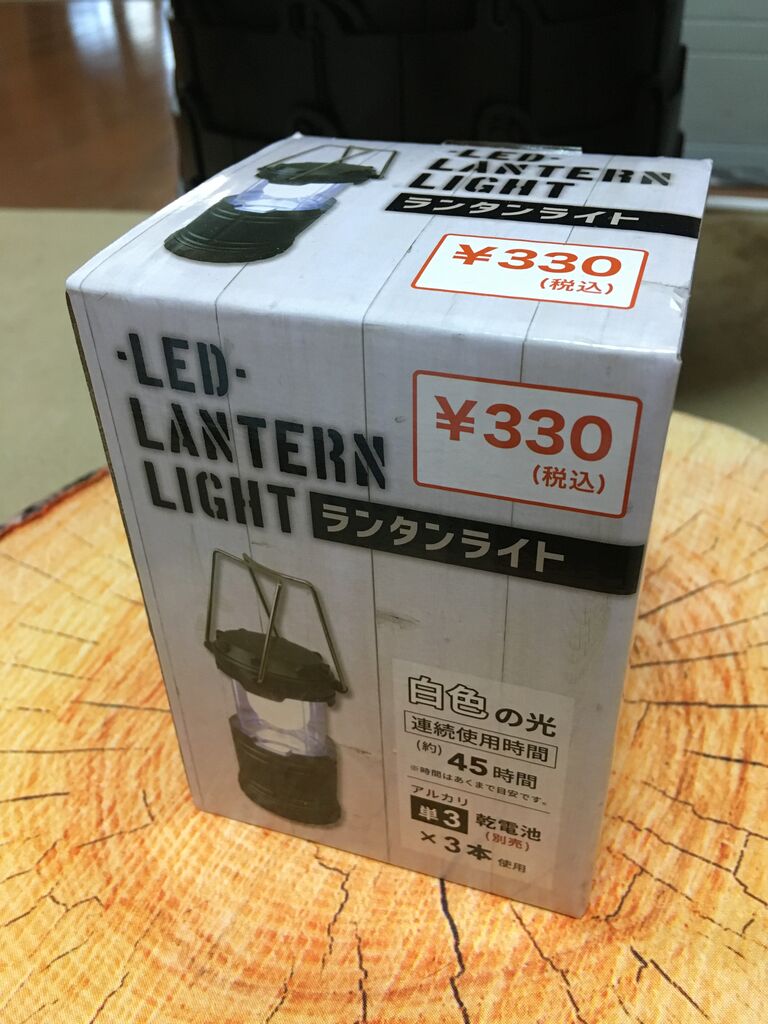 ·LED·
LANTERN
LIGHT
ランタンライト
¥330
(税込)
·LED·
LANTERN
LIGHT
ランタンライト
¥330
(税込)
白色の光
連続使用時間
(約)45時間
※時間はあくまで目安です。
アルカリ
単3乾電池
(別売)
×3本使用